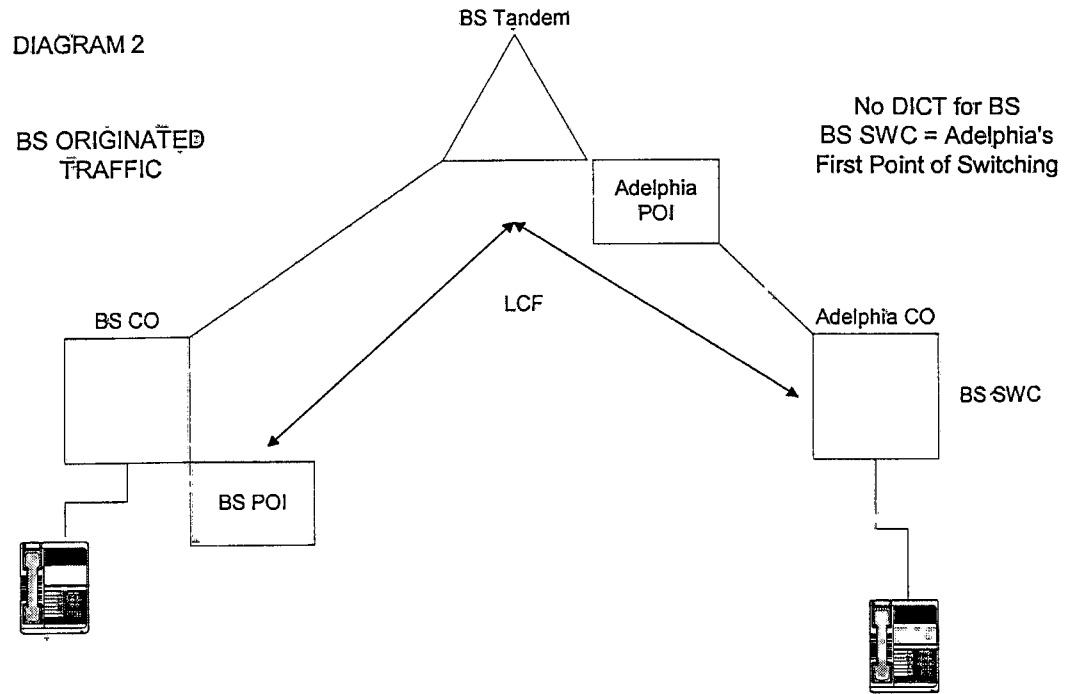 BS Tandem
DIAGRAM 2
BS ORIGINATED
TRAFFIC
No DICT for BS
BS SWC = Adelphia's
First Point of Switching
Adelphia
POI
LCF
BS CO
Adelphia CO
BS SWC
BS POI